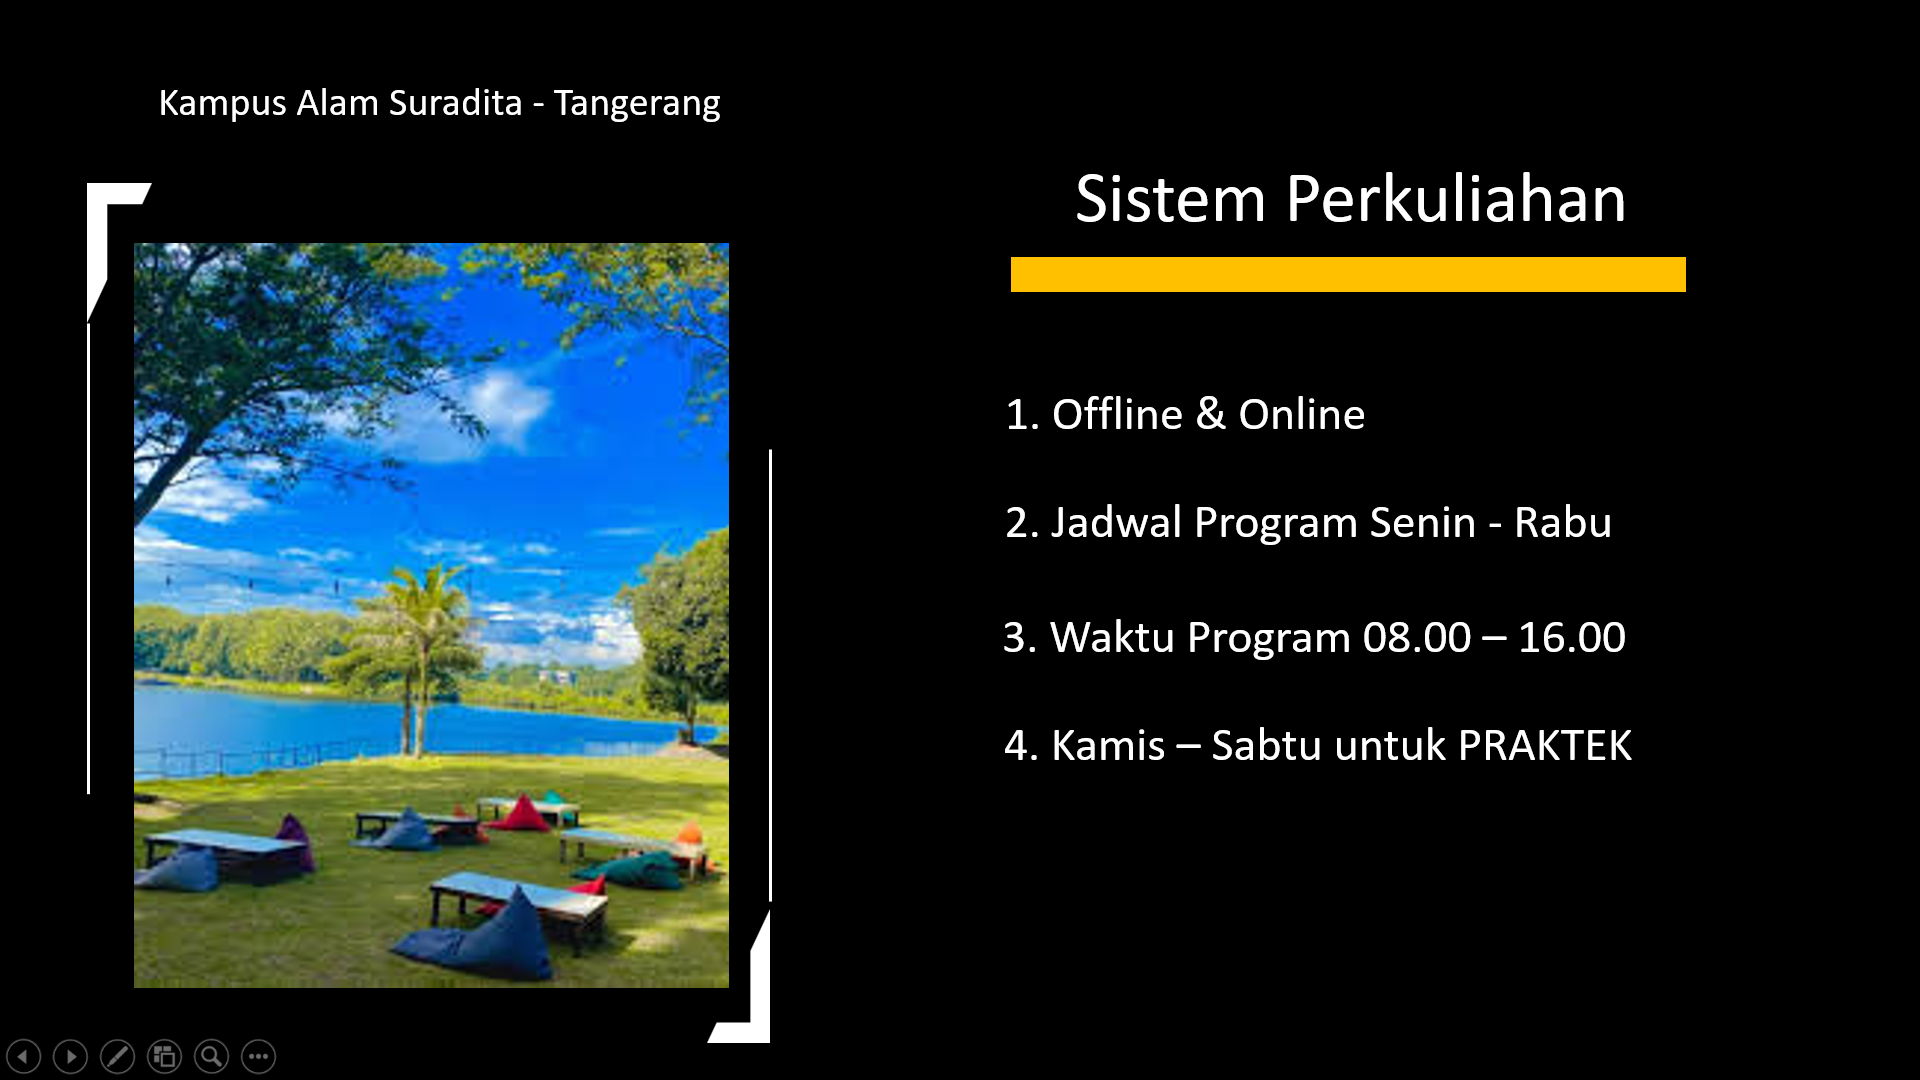 Kampus Alam Suradita - Tangerang
Sistem Perkuliahan
1. Offline & Online
2. Jadwal Program Senin - Rabu
3. Waktu Program 08.00 – 16.00
4. Kamis – Sabtu untuk PRAKTEK